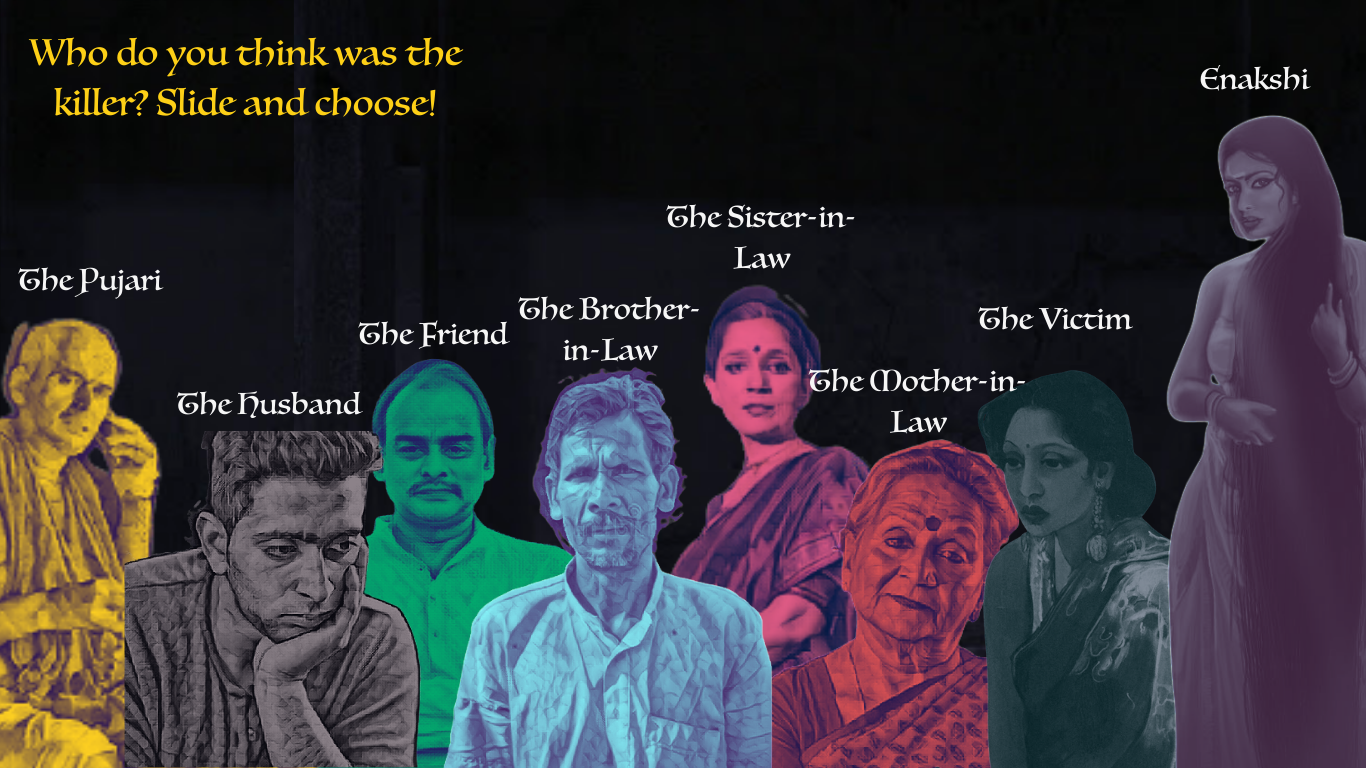 Who do you think was the
killer? Slide and choose!
Enakshi
The Sister-in-
Law
The Pujari
The Brother-
in-Law
The Friend
The Victim
The Mother-in-
Law
The Husband